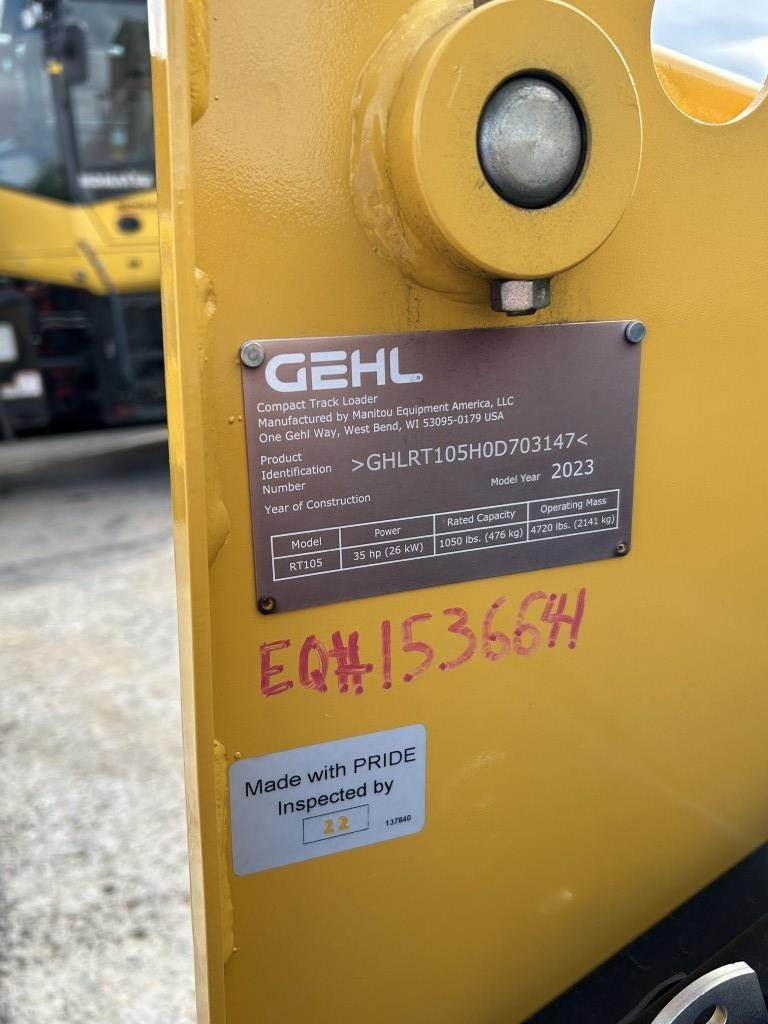 GEHL
Compact Track Loader
Manufactured by Manitou Equipment America, LLC
One Gehl Way, West Bend, WI 53095-0179 USA
Product
Identification
Number
>GHLRT105H0D703147<
Year of Construction
Model Year 2023
Model Power Rated Capacity Operating Mass
RT105 35 hp (26 kW) 1050 lbs. (476 kg) 4720 lbs. (2141 kg)
EQ#153664
Made with PRIDE
Inspected by
22
137840